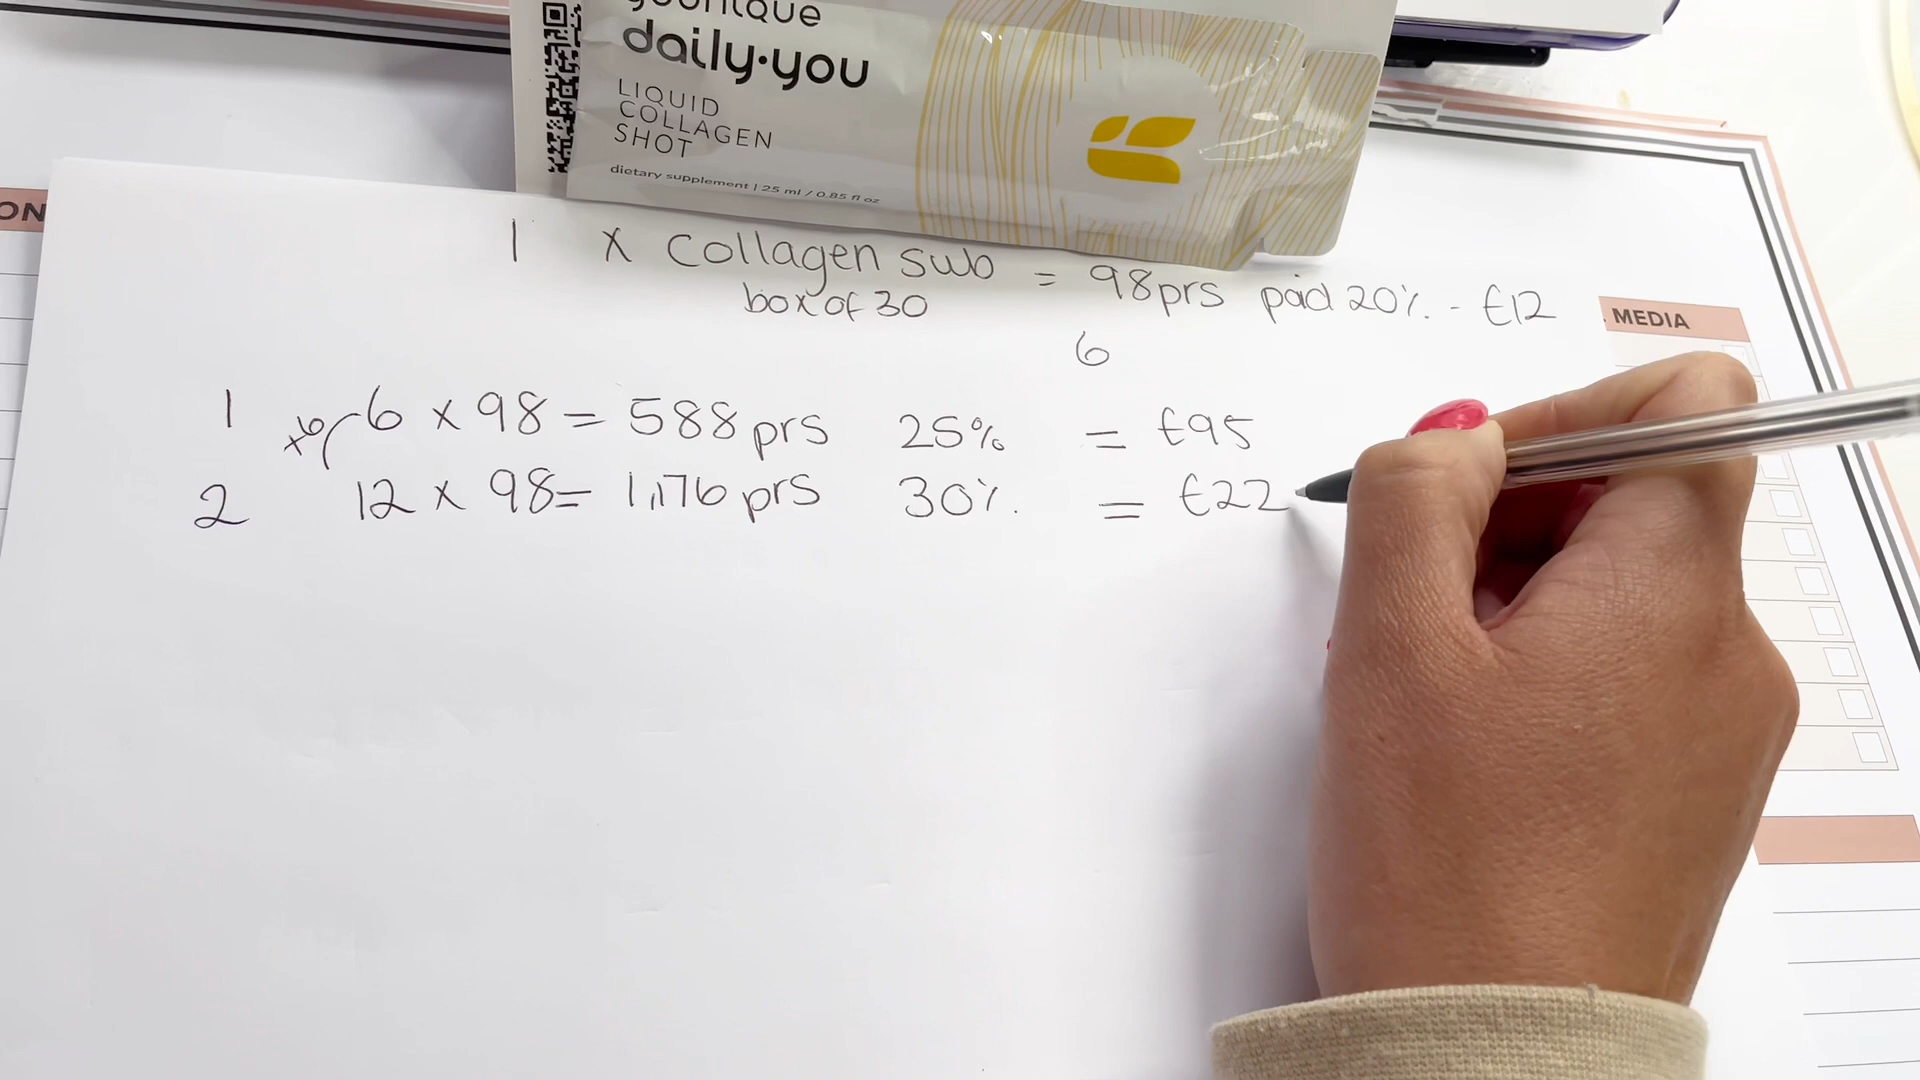 younique
daily·you
LIQUID
COLLAGEN
SHOT
dietary supplement | 25 ml / 0.85 fl oz
ON
MEDIA
1 x Collagen sub = 98prs paid 20% - £12
box of 30
6
1 x6 6 x 98 = 588 prs 25% = £95
2 12 x 98 = 1,176 prs 30% = £22